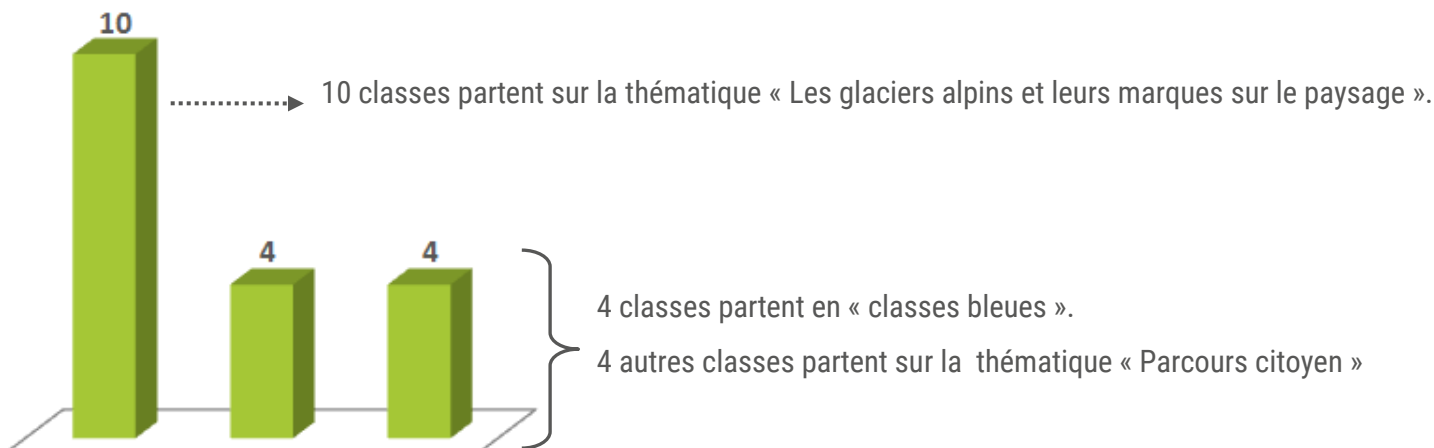 10
10 classes partent sur la thématique « Les glaciers alpins et leurs marques sur le paysage ».
4 4
4 classes partent en « classes bleues ».
4 autres classes partent sur la thématique « Parcours citoyen »